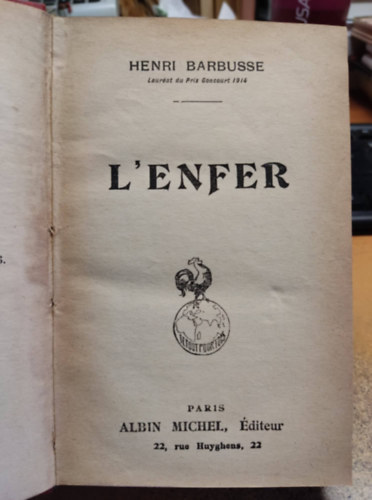 HENRI BARBUSSE
Lauréat du Prix Goncourt 1916
L'ENFER
PARIS
ALBIN MICHEL, Éditeur
22, rue Huyghens, 22